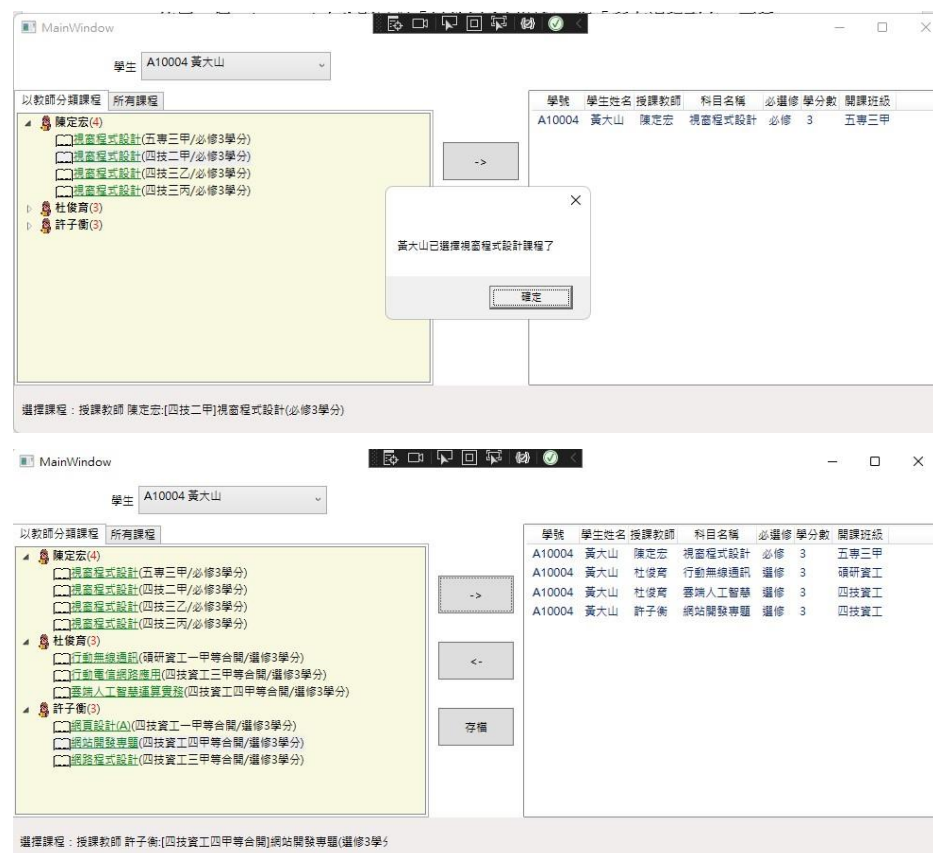 MainWindow
學生 A10004 黃大山
以教師分類課程 所有課程
陳定宏(4)
視窗程式設計(五専三甲/必修3學分)
視窗程式設計(四技二甲/必修3學分)
視窗程式設計(四技三乙/必修3學分)
視窗程式設計(四技三丙/必修3學分)
杜俊育(3)
許子衡(3)
->
學號 學生姓名 授課教師 科目名稱 必選修 學分數 開課班級
A10004 黃大山 陳定宏 視窗程式設計 必修 3 五専三甲
黃大山已選擇視窗程式設計課程了
確定
選擇課程：授課教師 陳定宏:[四技二甲]視窗程式設計(必修3學分)
MainWindow
學生 A10004 黃大山
以教師分類課程 所有課程
陳定宏(4)
視窗程式設計(五専三甲/必修3學分)
視窗程式設計(四技二甲/必修3學分)
視窗程式設計(四技三乙/必修3學分)
視窗程式設計(四技三丙/必修3學分)
杜俊育(3)
行動無線通訊(碩研資工一甲等合開/選修3學分)
行動電信網路應用(四技資工三甲等合開/選修3學分)
雲端人工智慧運算實務(四技資工四甲等合開/選修3學分)
許子衡(3)
網頁設計(A)(四技資工一甲等合開/選修3學分)
網站開發專題(四技資工四甲等合開/選修3學分)
網路程式設計(四技資工三甲等合開/選修3學分)
->
<-
存檔
學號 學生姓名 授課教師 科目名稱 必選修 學分數 開課班級
A10004 黃大山 陳定宏 視窗程式設計 必修 3 五専三甲
A10004 黃大山 杜俊育 行動無線通訊 選修 3 碩研資工
A10004 黃大山 杜俊育 雲端人工智慧 選修 3 四技資工
A10004 黃大山 許子衡 網站開發專題 選修 3 四技資工
選擇課程：授課教師 許子衡:[四技資工四甲等合開]網站開發專題(選修3學